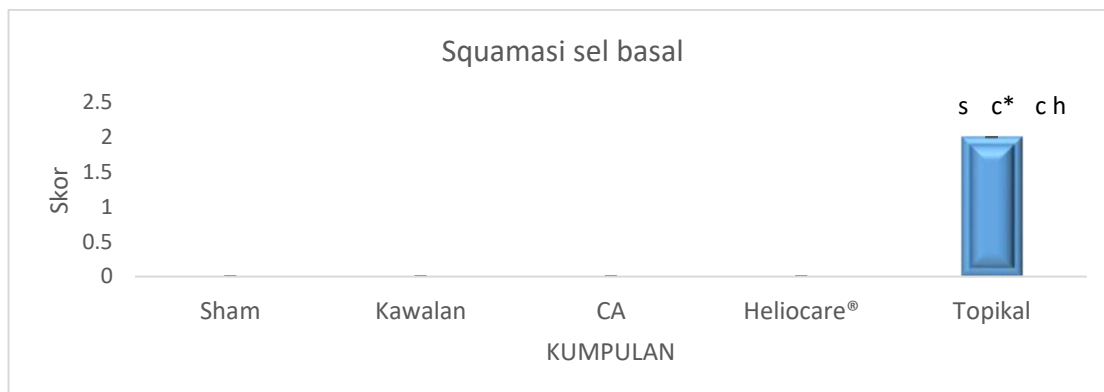 Squamasi sel basal
2.5
2
1.5
1
0.5
0
Skor
s c* c h
Sham Kawalan CA Heliocare® Topikal
KUMPULAN